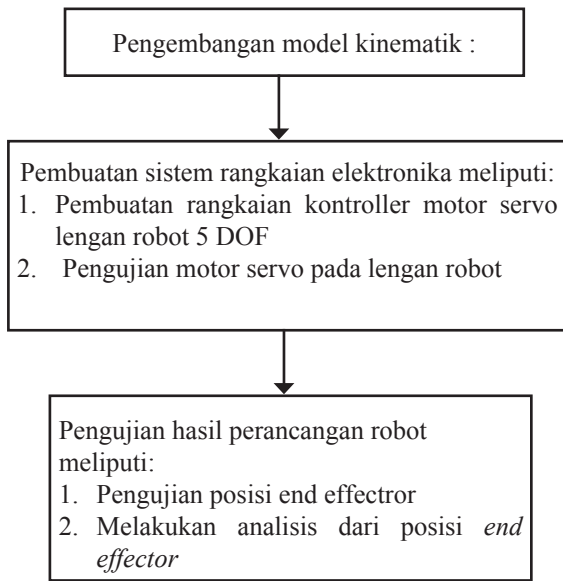 Pengembangan model kinematik :
Pembuatan sistem rangkaian elektronika meliputi:
1. Pembuatan rangkaian kontroller motor servo
lengan robot 5 DOF
2. Pengujian motor servo pada lengan robot
Pengujian hasil perancangan robot
meliputi:
1. Pengujian posisi end effectror
2. Melakukan analisis dari posisi end
effector